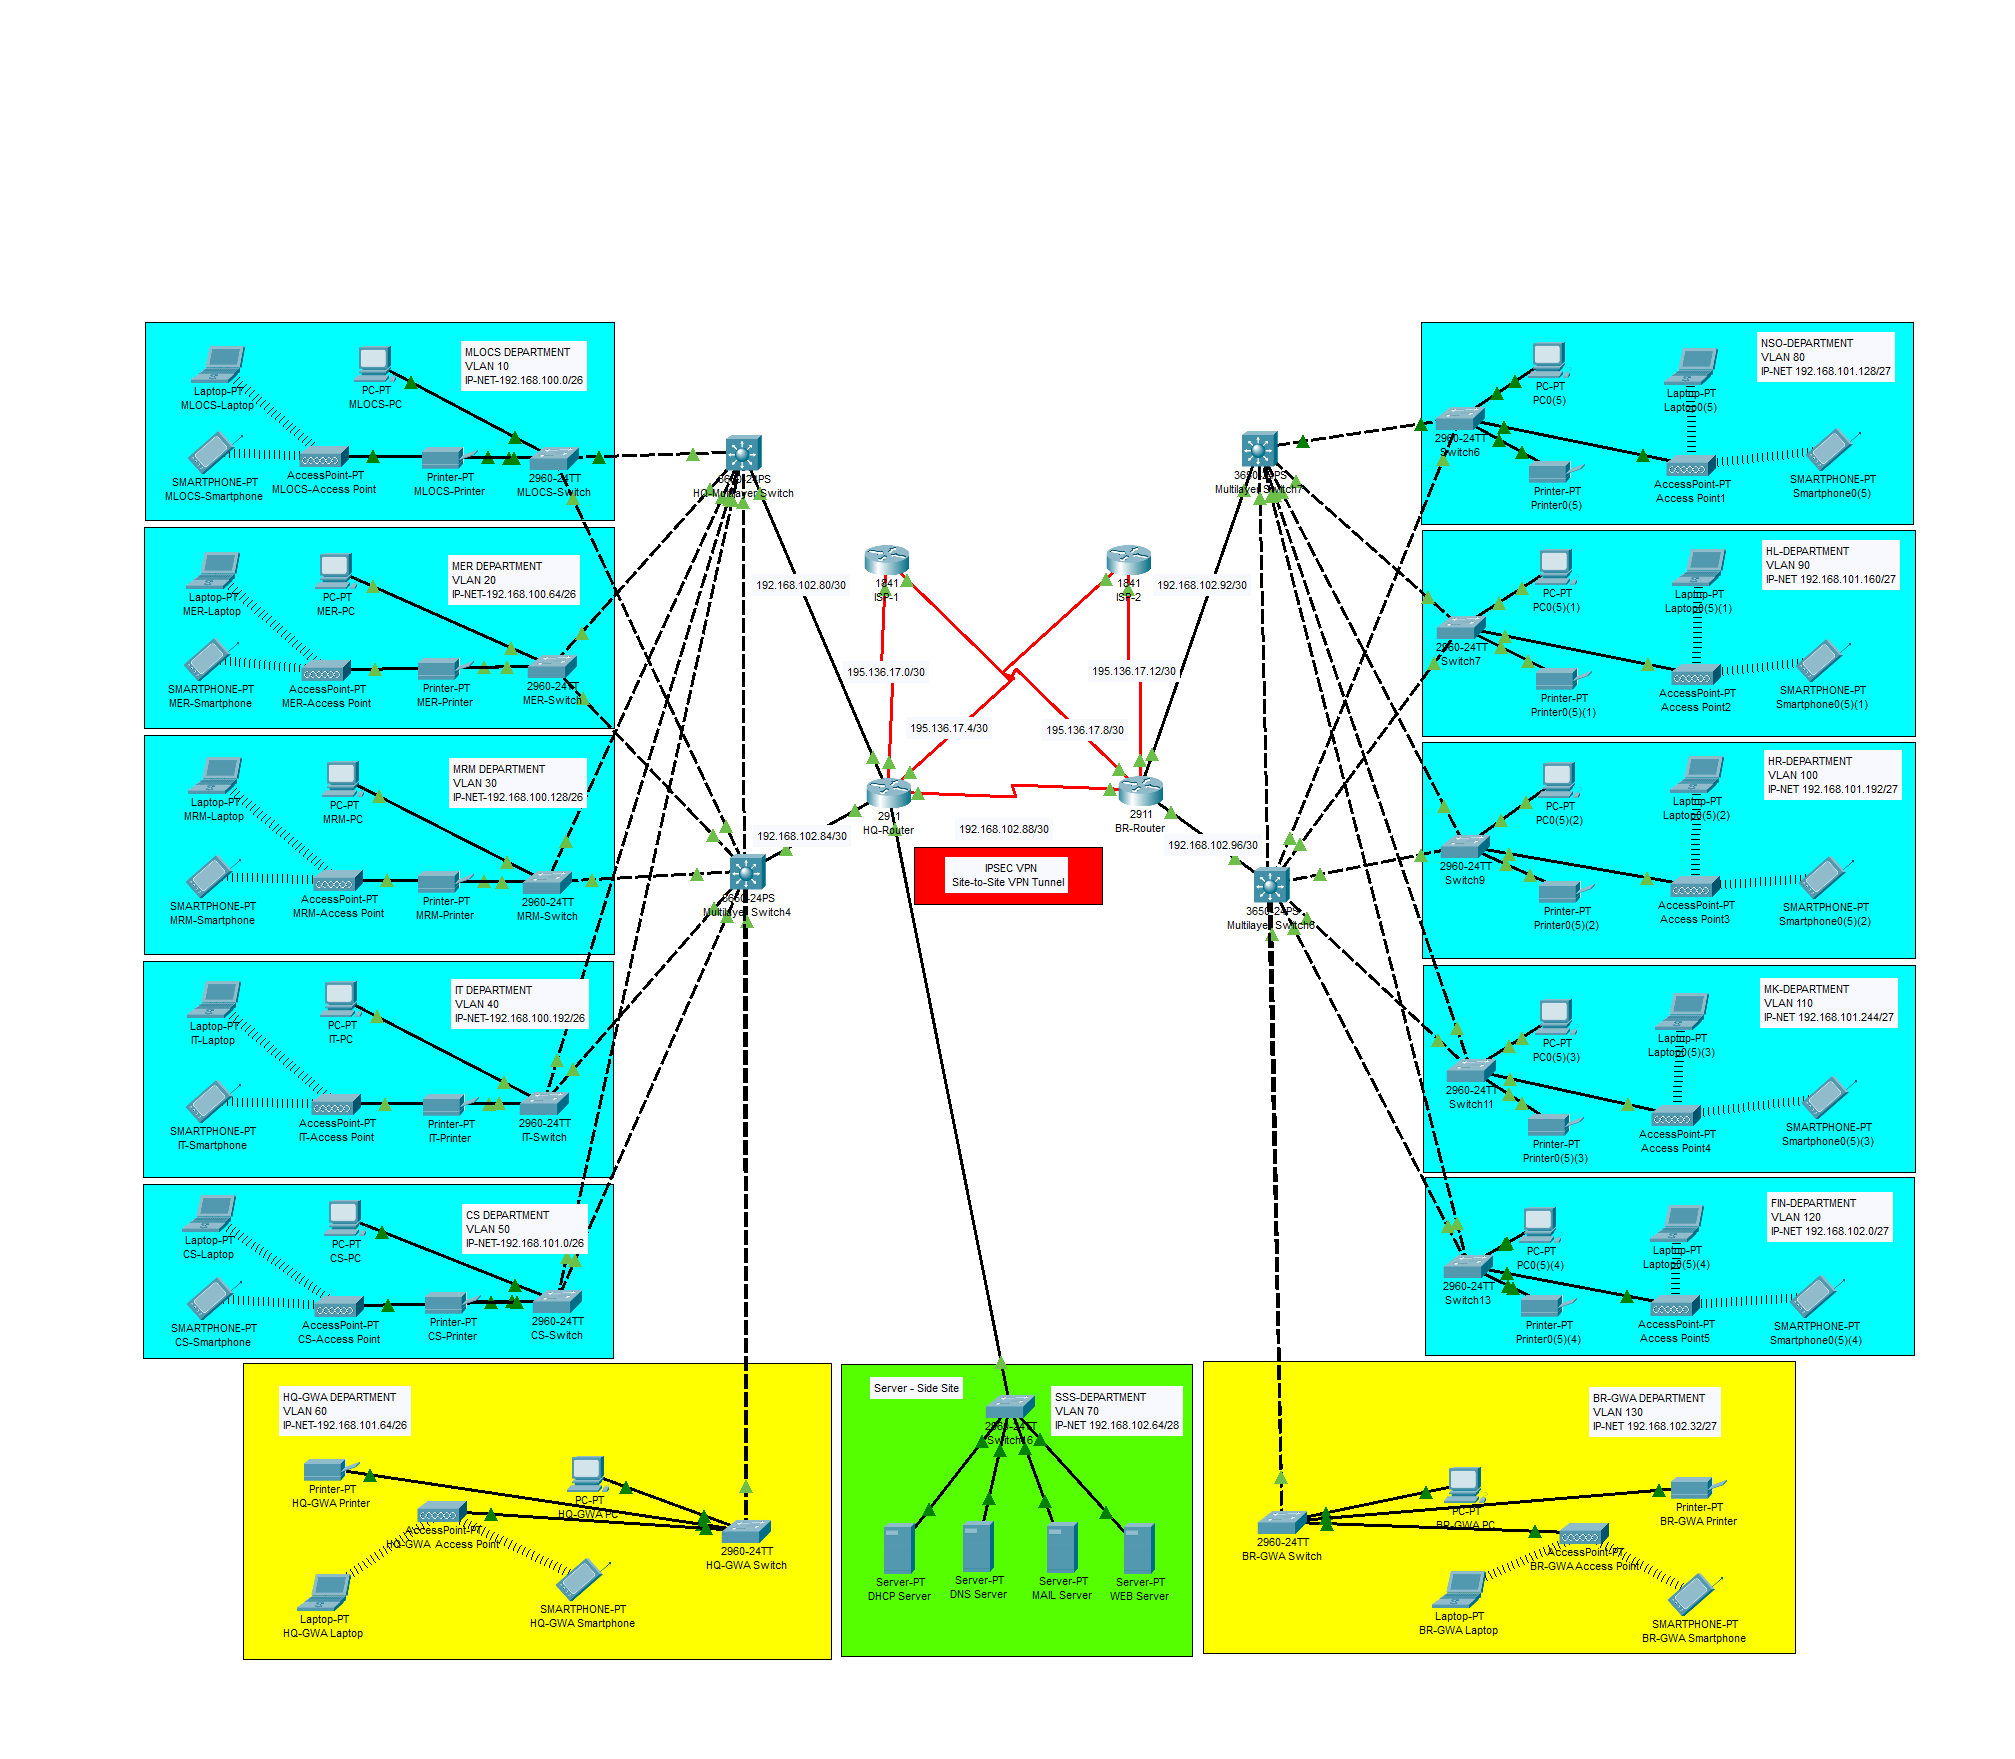 MLOCS DEPARTMENT
VLAN 10
IP-NET-192.168.100.0/26
Laptop-PT
MLOCS-Laptop
PC-PT
MLOCS-PC
SMARTPHONE-PT
MLOCS-Smartphone
AccessPoint-PT
MLOCS-Access Point
Printer-PT
MLOCS-Printer
2960-24TT
MLOCS-Switch
MER DEPARTMENT
VLAN 20
IP-NET-192.168.100.64/26
Laptop-PT
MER-Laptop
PC-PT
MER-PC
SMARTPHONE-PT
MER-Smartphone
AccessPoint-PT
MER-Access Point
Printer-PT
MER-Printer
2960-24TT
MER-Switch
MRM DEPARTMENT
VLAN 30
IP-NET-192.168.100.128/26
Laptop-PT
MRM-Laptop
PC-PT
MRM-PC
SMARTPHONE-PT
MRM-Smartphone
AccessPoint-PT
MRM-Access Point
Printer-PT
MRM-Printer
2960-24TT
MRM-Switch
IT DEPARTMENT
VLAN 40
IP-NET-192.168.100.192/26
Laptop-PT
IT-Laptop
PC-PT
IT-PC
SMARTPHONE-PT
IT-Smartphone
AccessPoint-PT
IT-Access Point
Printer-PT
IT-Printer
2960-24TT
IT-Switch
CS DEPARTMENT
VLAN 50
IP-NET-192.168.101.0/26
Laptop-PT
CS-Laptop
PC-PT
CS-PC
SMARTPHONE-PT
CS-Smartphone
AccessPoint-PT
CS-Access Point
Printer-PT
CS-Printer
2960-24TT
CS-Switch
3650-24PS
HQ-Multilayer Switch
3650-24PS
Multilayer Switch4
192.168.102.80/30
192.168.102.84/30
1841
ISP-1
1841
ISP-2
195.136.17.0/30
195.136.17.4/30
195.136.17.8/30
195.136.17.12/30
2911
HQ-Router
2911
BR-Router
192.168.102.88/30
IPSEC VPN
Site-to-Site VPN Tunnel
192.168.102.92/30
192.168.102.96/30
3650-24PS
Multilayer Switch7
3650-24PS
Multilayer Switch6
NSO-DEPARTMENT
VLAN 80
IP-NET 192.168.101.128/27
PC-PT
PC0(5)
Laptop-PT
Laptop0(5)
2960-24TT
Switch6
Printer-PT
Printer0(5)
AccessPoint-PT
Access Point1
SMARTPHONE-PT
Smartphone0(5)
HL-DEPARTMENT
VLAN 90
IP-NET 192.168.101.160/27
PC-PT
PC0(5)(1)
Laptop-PT
Laptop0(5)(1)
2960-24TT
Switch7
Printer-PT
Printer0(5)(1)
AccessPoint-PT
Access Point2
SMARTPHONE-PT
Smartphone0(5)(1)
HR-DEPARTMENT
VLAN 100
IP-NET 192.168.101.192/27
PC-PT
PC0(5)(2)
Laptop-PT
Laptop0(5)(2)
2960-24TT
Switch9
Printer-PT
Printer0(5)(2)
AccessPoint-PT
Access Point3
SMARTPHONE-PT
Smartphone0(5)(2)
MK-DEPARTMENT
VLAN 110
IP-NET 192.168.101.244/27
PC-PT
PC0(5)(3)
Laptop-PT
Laptop0(5)(3)
2960-24TT
Switch11
Printer-PT
Printer0(5)(3)
AccessPoint-PT
Access Point4
SMARTPHONE-PT
Smartphone0(5)(3)
FIN-DEPARTMENT
VLAN 120
IP-NET 192.168.102.0/27
PC-PT
PC0(5)(4)
Laptop-PT
Laptop0(5)(4)
2960-24TT
Switch13
Printer-PT
Printer0(5)(4)
AccessPoint-PT
Access Point5
SMARTPHONE-PT
Smartphone0(5)(4)
HQ-GWA DEPARTMENT
VLAN 60
IP-NET-192.168.101.64/26
Printer-PT
HQ-GWA Printer
PC-PT
HQ-GWA PC
AccessPoint-PT
HQ-GWA Access Point
2960-24TT
HQ-GWA Switch
Laptop-PT
HQ-GWA Laptop
SMARTPHONE-PT
HQ-GWA Smartphone
Server - Side Site
SSS-DEPARTMENT
VLAN 70
IP-NET 192.168.102.64/28
2960-24TT
Switch16
Server-PT
DHCP Server
Server-PT
DNS Server
Server-PT
MAIL Server
Server-PT
WEB Server
BR-GWA DEPARTMENT
VLAN 130
IP-NET 192.168.102.32/27
PC-PT
BR-GWA PC
Printer-PT
BR-GWA Printer
2960-24TT
BR-GWA Switch
AccessPoint-PT
BR-GWA Access Point
Laptop-PT
BR-GWA Laptop
SMARTPHONE-PT
BR-GWA Smartphone